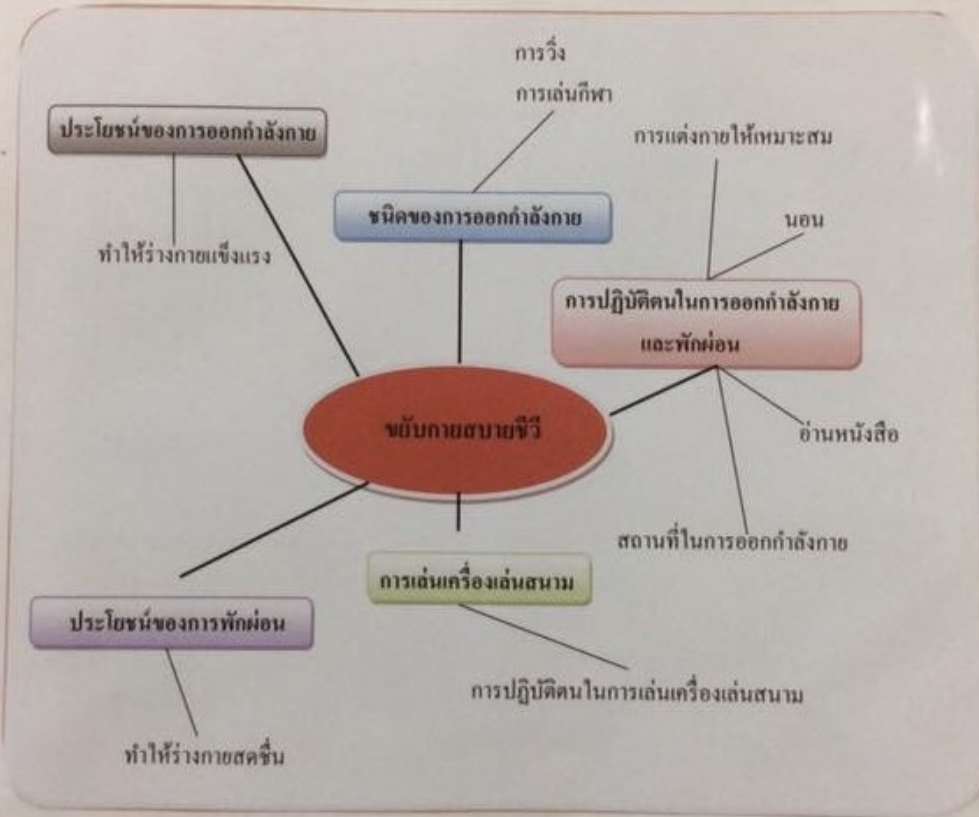 การวิ่ง
การเล่นกีฬา
ประโยชน์ของการออกกำลังกาย
การแต่งกายให้เหมาะสม
ชนิดของการออกกำลังกาย
นอน
ทำให้ร่างกายแข็งแรง
การปฏิบัติตนในการออกกำลังกาย
และพักผ่อน
ขยับกายสบายชีวี
อ่านหนังสือ
สถานที่ในการออกกำลังกาย
การเล่นเครื่องเล่นสนาม
ประโยชน์ของการพักผ่อน
การปฏิบัติตนในการเล่นเครื่องเล่นสนาม
ทำให้ร่างกายสดชื่น